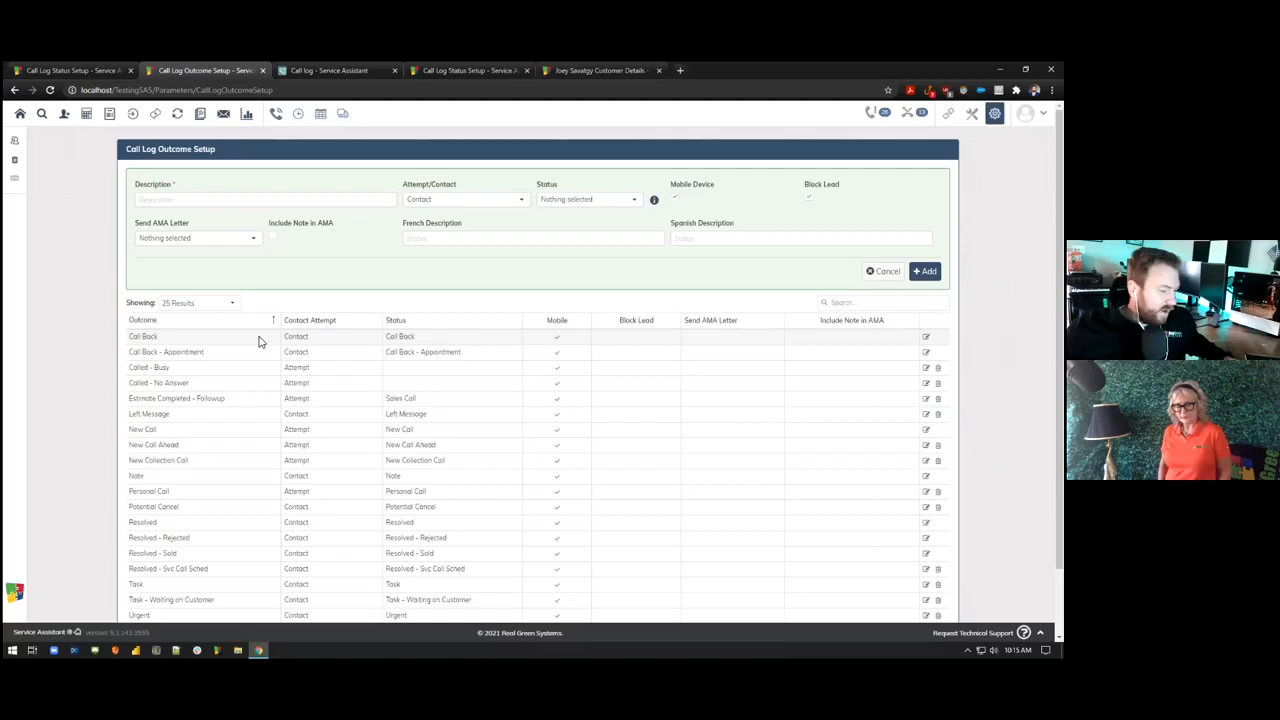 Call Log Status Setup - Service A
Call Log Outcome Setup - Servic
Call log - Service Assistant
Call Log Status Setup - Service A
Joey Savatgy Customer Details -
localhost/TestingSA5/Parameters/CallLogOutcomeSetup
26
13
Call Log Outcome Setup
Description *
Attempt/Contact
Status
Mobile Device
Block Lead
Description
Contact
Nothing selected
Send AMA Letter
Include Note in AMA
French Description
Spanish Description
Nothing selected
Status
Status
Cancel
+ Add
Showing:
25 Results
Search...
Outcome
Contact Attempt
Status
Mobile
Block Lead
Send AMA Letter
Include Note in AMA
Call Back Contact Call Back
Call Back - Appointment Contact Call Back - Appointment
Called - Busy Attempt
Called - No Answer Attempt
Estimate Completed - Followup Attempt Sales Call
Left Message Contact Left Message
New Call Attempt New Call
New Call Ahead Attempt New Call Ahead
New Collection Call Attempt New Collection Call
Note Contact Note
Personal Call Attempt Personal Call
Potential Cancel Contact Potential Cancel
Resolved Contact Resolved
Resolved - Rejected Contact Resolved - Rejected
Resolved - Sold Contact Resolved - Sold
Resolved - Svc Call Sched Contact Resolved - Svc Call Sched
Task Contact Task
Task - Waiting on Customer Contact Task - Waiting on Customer
Urgent Contact Urgent
Service Assistant ®
© 2021 Real Green Systems.
Request Technical Support
10:15 AM